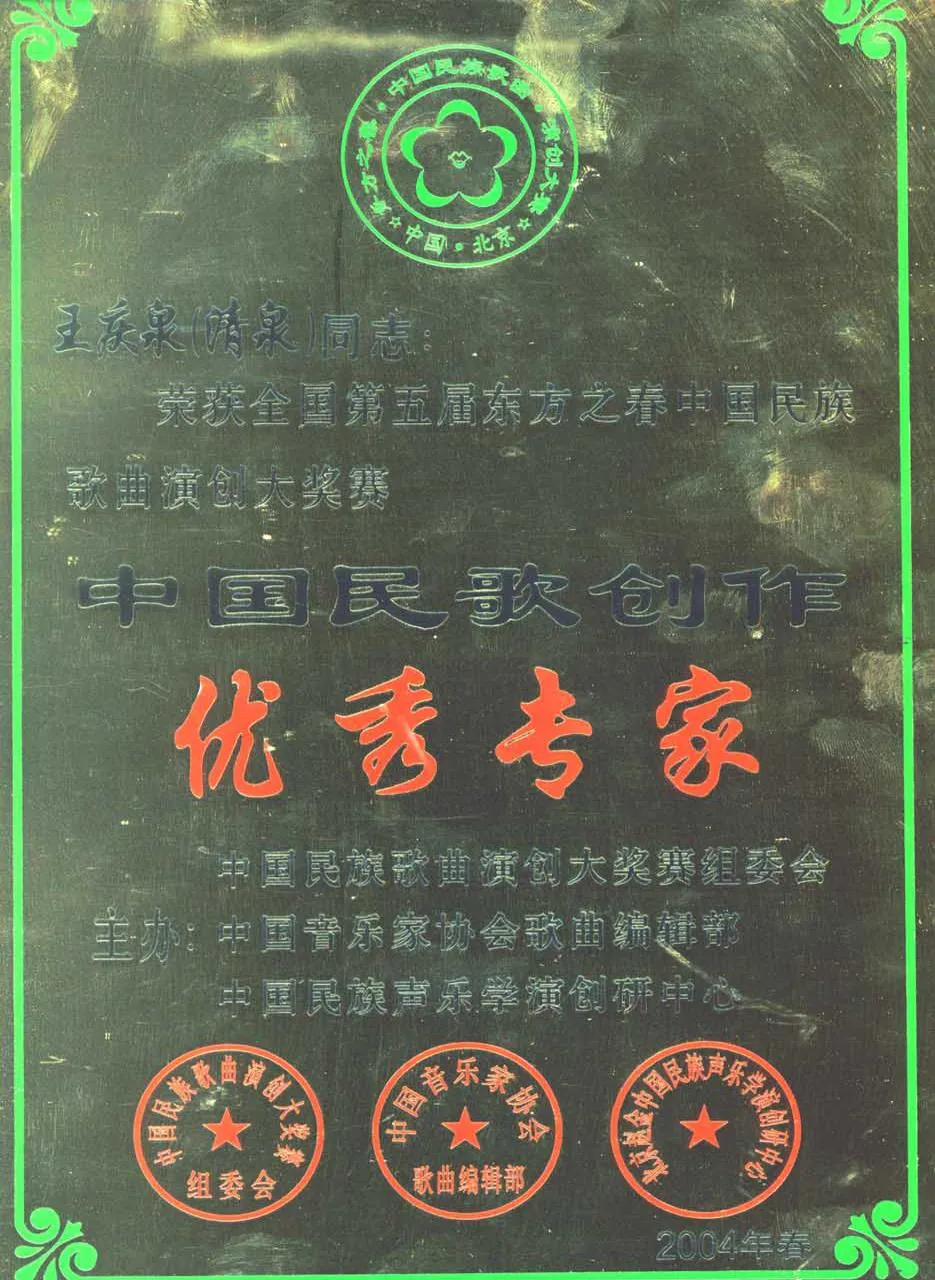 东方之春·中国民族歌曲·演创大赛
☆中国·北京☆
王庆泉(清泉)同志:
荣获全国第五届东方之春中国民族
歌曲演创大奖赛
中国民歌创作
优秀专家
中国民族歌曲演创大奖赛组委会
主办:中国音乐家协会歌曲编辑部
中国民族声乐学演创研中心
中国民族歌曲演创大奖赛
组委会
中国音乐家协会
歌曲编辑部
中国民族声乐学演创研中心
2004年春